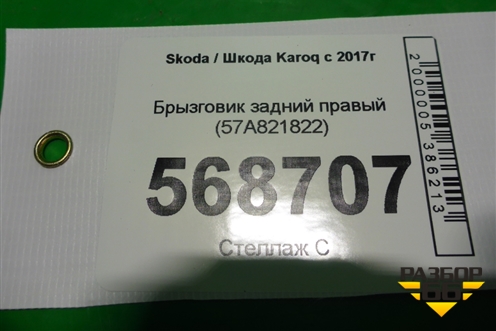 Skoda / Шкода Karoq с 2017г
Брызговик задний правый
(57A821822)
568707
Стеллаж С
2000005386213
РАЗБОР